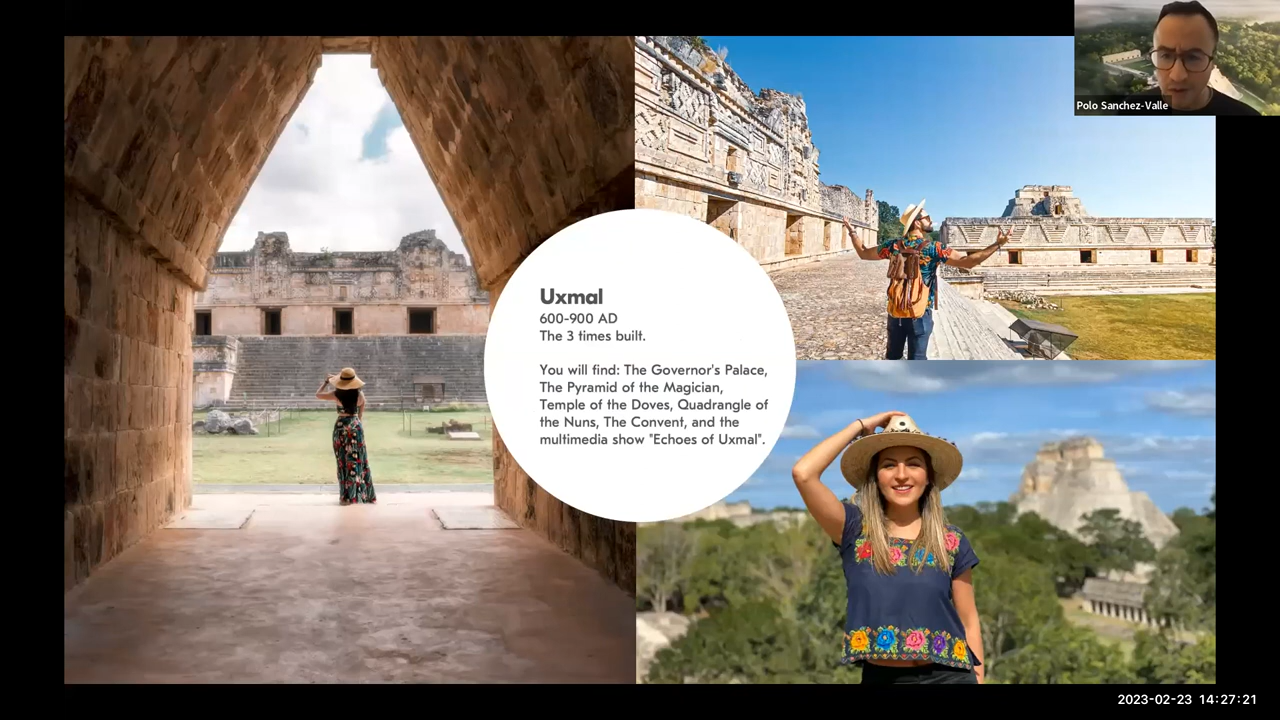 Polo Sanchez-Valle
Uxmal
600-900 AD
The 3 times built.
You will find: The Governor's Palace,
The Pyramid of the Magician,
Temple of the Doves, Quadrangle of
the Nuns, The Convent, and the
multimedia show "Echoes of Uxmal".
2023-02-23 14:27:21